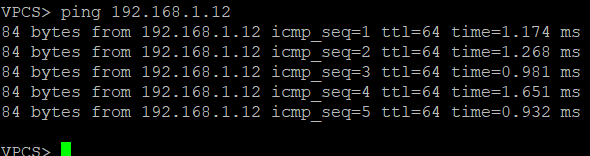 VPCS> ping 192.168.1.12
84 bytes from 192.168.1.12 icmp_seq=1 ttl=64 time=1.174 ms
84 bytes from 192.168.1.12 icmp_seq=2 ttl=64 time=1.268 ms
84 bytes from 192.168.1.12 icmp_seq=3 ttl=64 time=0.981 ms
84 bytes from 192.168.1.12 icmp_seq=4 ttl=64 time=1.651 ms
84 bytes from 192.168.1.12 icmp_seq=5 ttl=64 time=0.932 ms
VPCS>